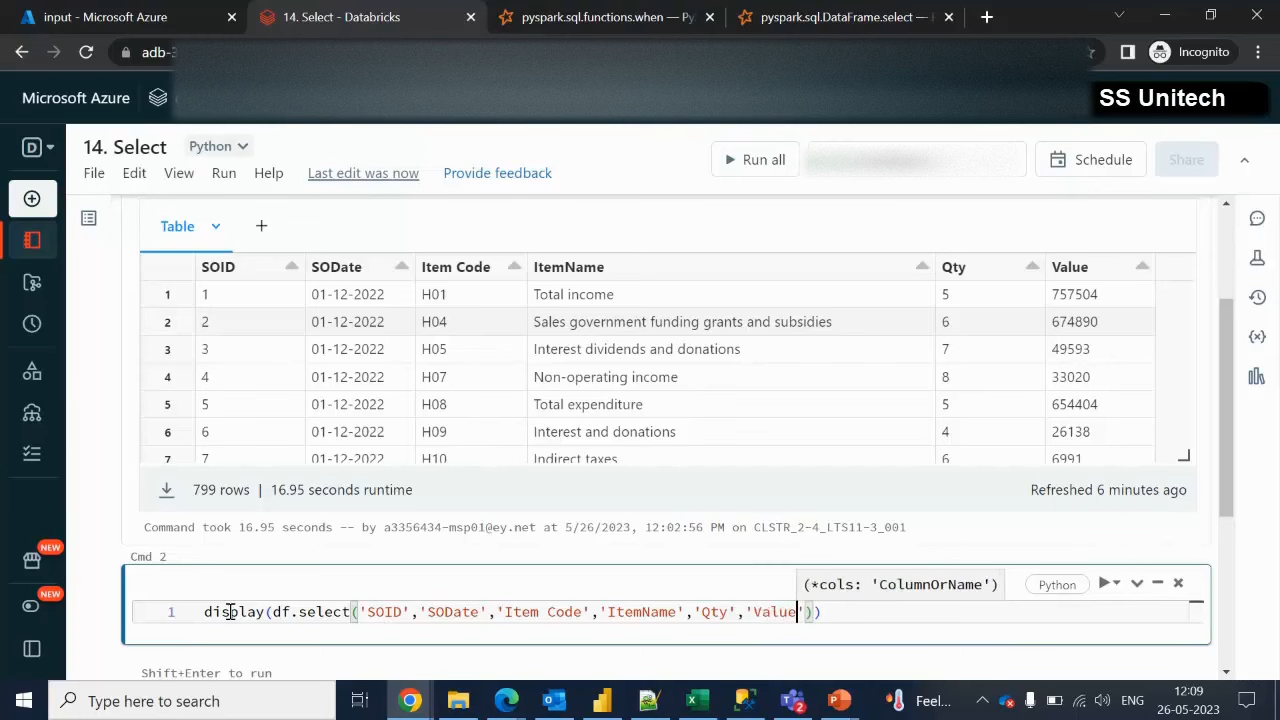 input - Microsoft Azure
14. Select - Databricks
pyspark.sql.functions.when — Py
pyspark.sql.DataFrame.select —
adb-
Incognito
Microsoft Azure
SS Unitech
14. Select
Python
Run all
Schedule
Share
File
Edit
View
Run
Help
Last edit was now
Provide feedback
Table
SOID SODate Item Code ItemName Qty Value
1 1 01-12-2022 H01 Total income 5 757504
2 2 01-12-2022 H04 Sales government funding grants and subsidies 6 674890
3 3 01-12-2022 H05 Interest dividends and donations 7 49593
4 4 01-12-2022 H07 Non-operating income 8 33020
5 5 01-12-2022 H08 Total expenditure 5 654404
6 6 01-12-2022 H09 Interest and donations 4 26138
7 7 01-12-2022 H10 Indirect taxes 6 6991
799 rows | 16.95 seconds runtime
Refreshed 6 minutes ago
Command took 16.95 seconds -- by a3356434-msp01@ey.net at 5/26/2023, 12:02:56 PM on CLSTR_2-4_LTS11-3_001
Cmd 2
(*cols: 'ColumnOrName')
Python
1 display(df.select('SOID','SODate','Item Code','ItemName','Qty','Value'))
Shift+Enter to run
NEW
NEW
D
Type here to search
2
Feel...
ENG
12:09
26-05-2023